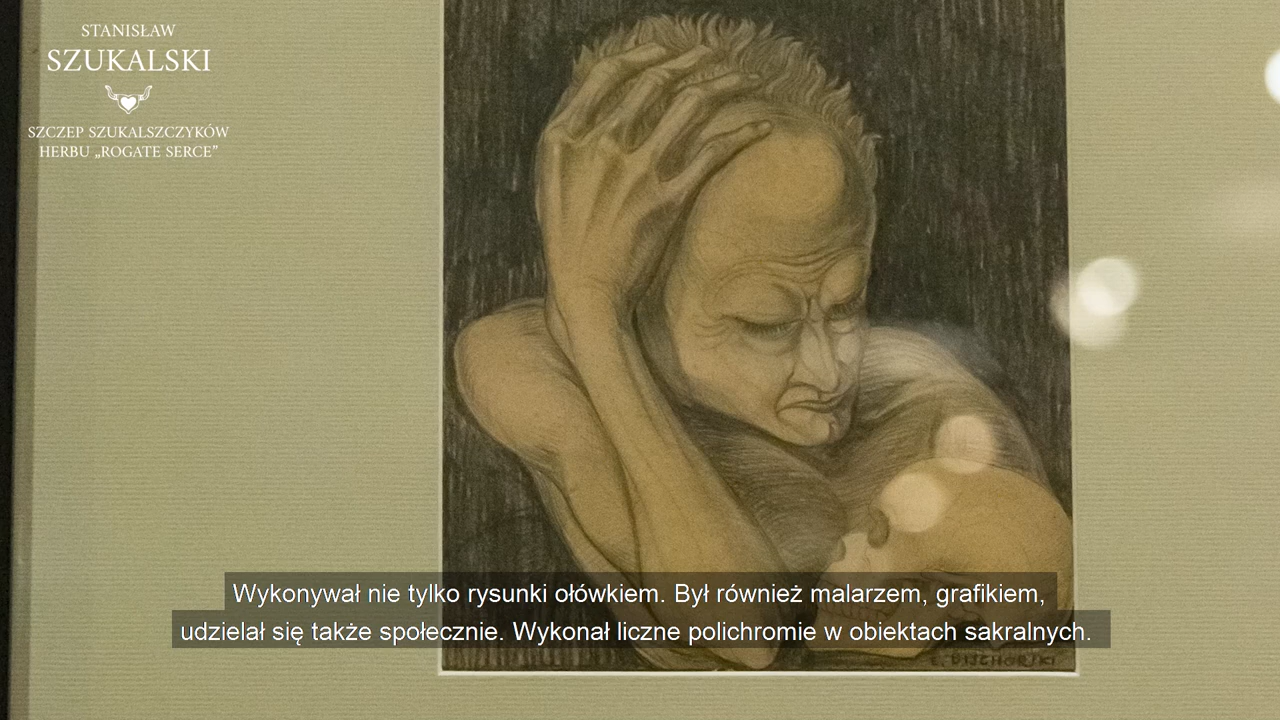 STANISŁAW
SZUKALSKI
SZCZEP SZUKALSZCZYKÓW
HERBU „ROGATE SERCE”
Wykonywał nie tylko rysunki ołówkiem. Był również malarzem, grafikiem,
udzielał się także społecznie. Wykonał liczne polichromie w obiektach sakralnych.